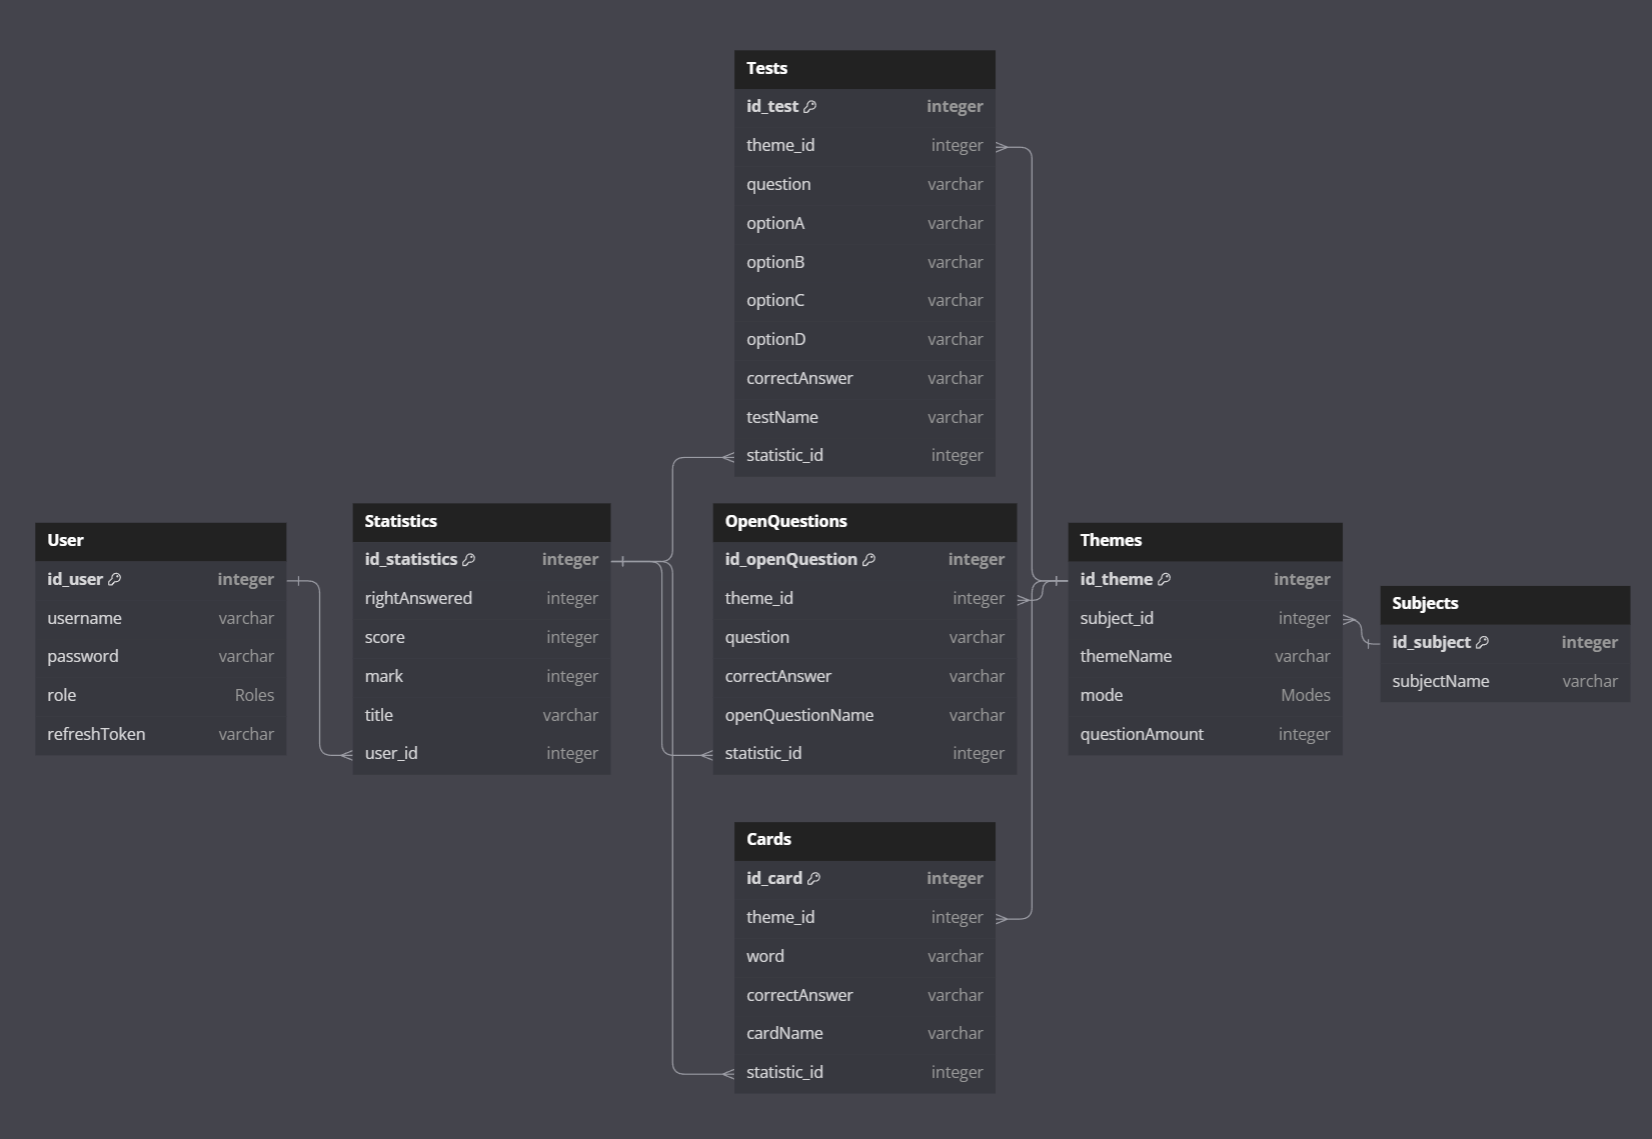 Tests
id_test integer
theme_id integer
question varchar
optionA varchar
optionB varchar
optionC varchar
optionD varchar
correctAnswer varchar
testName varchar
statistic_id integer
User
id_user integer
username varchar
password varchar
role Roles
refreshToken varchar
Statistics
id_statistics integer
rightAnswered integer
score integer
mark integer
title varchar
user_id integer
OpenQuestions
id_openQuestion integer
theme_id integer
question varchar
correctAnswer varchar
openQuestionName varchar
statistic_id integer
Themes
id_theme integer
subject_id integer
themeName varchar
mode Modes
questionAmount integer
Subjects
id_subject integer
subjectName varchar
Cards
id_card integer
theme_id integer
word varchar
correctAnswer varchar
cardName varchar
statistic_id integer